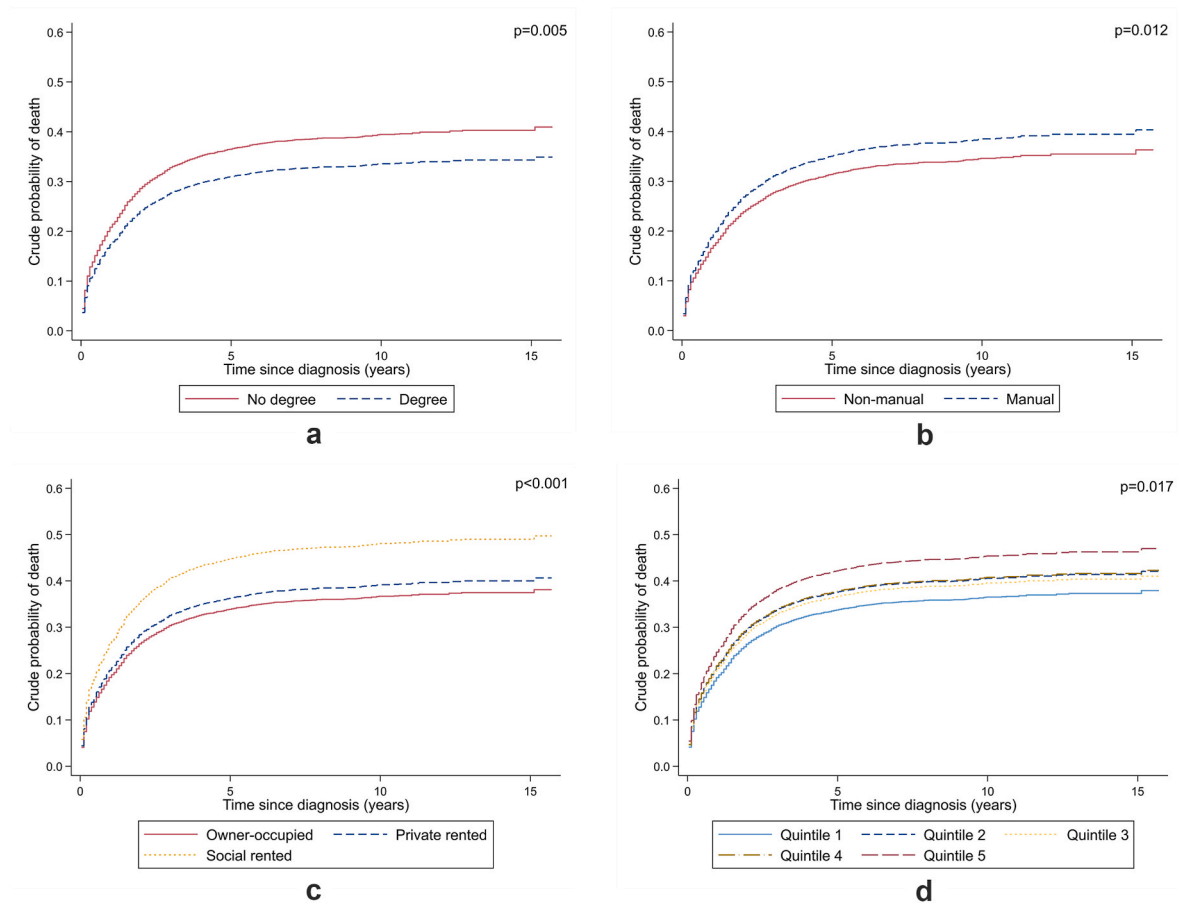 p=0.005
0.6
0.5
0.4
0.3
0.2
0.1
0.0
Crude probability of death
0 5 10 15
Time since diagnosis (years)
No degree Degree
a
p=0.012
0.6
0.5
0.4
0.3
0.2
0.1
0.0
Crude probability of death
0 5 10 15
Time since diagnosis (years)
Non-manual Manual
b
p<0.001
0.6
0.5
0.4
0.3
0.2
0.1
0.0
Crude probability of death
0 5 10 15
Time since diagnosis (years)
Owner-occupied Private rented
Social rented
c
p=0.017
0.6
0.5
0.4
0.3
0.2
0.1
0.0
Crude probability of death
0 5 10 15
Time since diagnosis (years)
Quintile 1 Quintile 2 Quintile 3
Quintile 4 Quintile 5
d